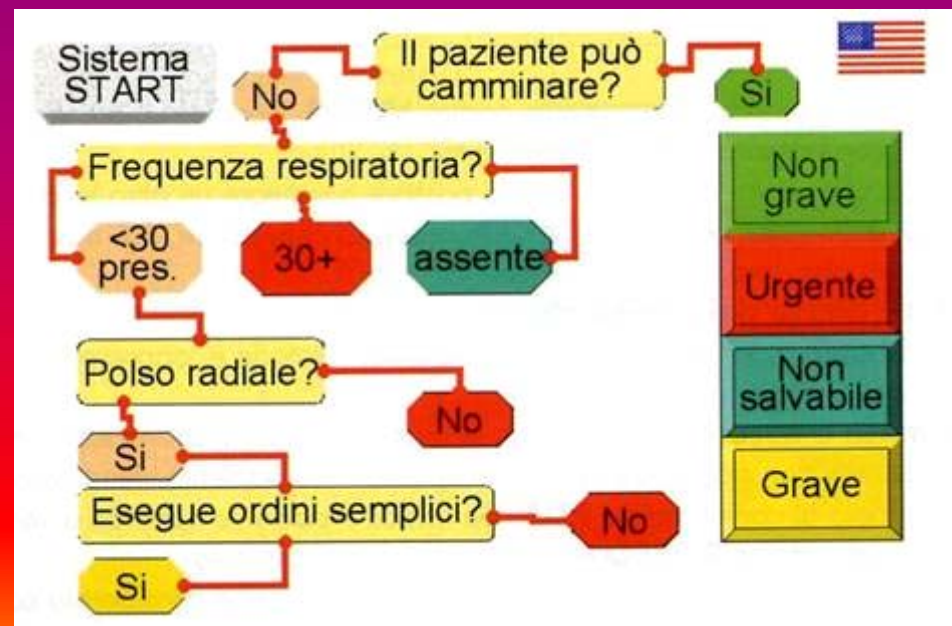 Sistema
START
Il paziente può
camminare?
No
Si
Frequenza respiratoria?
<30
pres.
30+
assente
Polso radiale?
No
Si
Esegue ordini semplici?
No
Si
Non
grave
Urgente
Non
salvabile
Grave